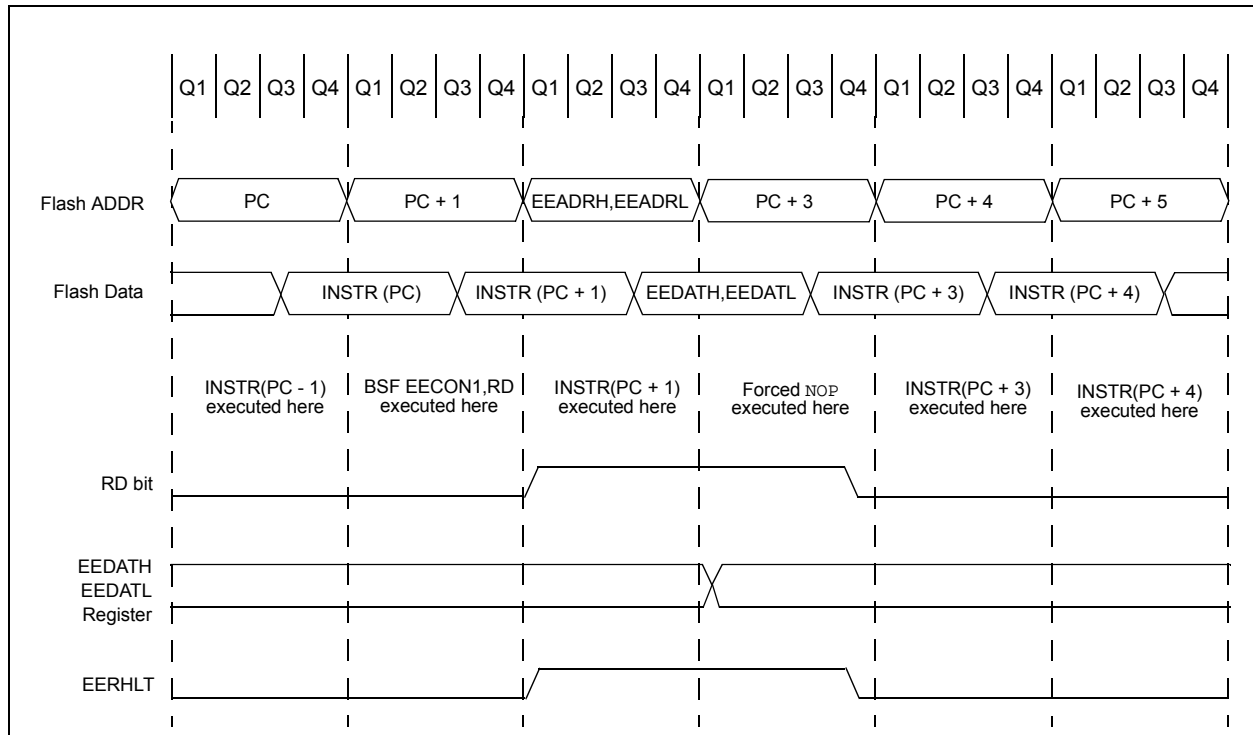 Q1 Q2 Q3 Q4 Q1 Q2 Q3 Q4 Q1 Q2 Q3 Q4 Q1 Q2 Q3 Q4 Q1 Q2 Q3 Q4 Q1 Q2 Q3 Q4
Flash ADDR PC PC + 1 EEADRH,EEADRL PC + 3 PC + 4 PC + 5
Flash Data INSTR (PC) INSTR (PC + 1) EEDATH,EEDATL INSTR (PC + 3) INSTR (PC + 4)
INSTR(PC - 1) BSF EECON1,RD INSTR(PC + 1) Forced NOP INSTR(PC + 3) INSTR(PC + 4)
executed here executed here executed here executed here executed here executed here
RD bit
EEDATH
EEDATL
Register
EERHLT